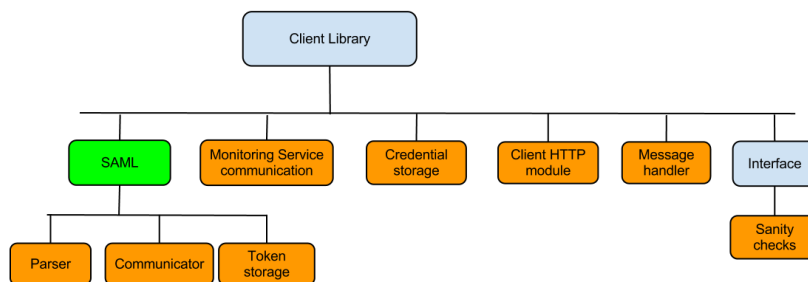 Client Library
SAML
Monitoring Service
communication
Credential
storage
Client HTTP
module
Message
handler
Interface
Parser
Communicator
Token
storage
Sanity
checks